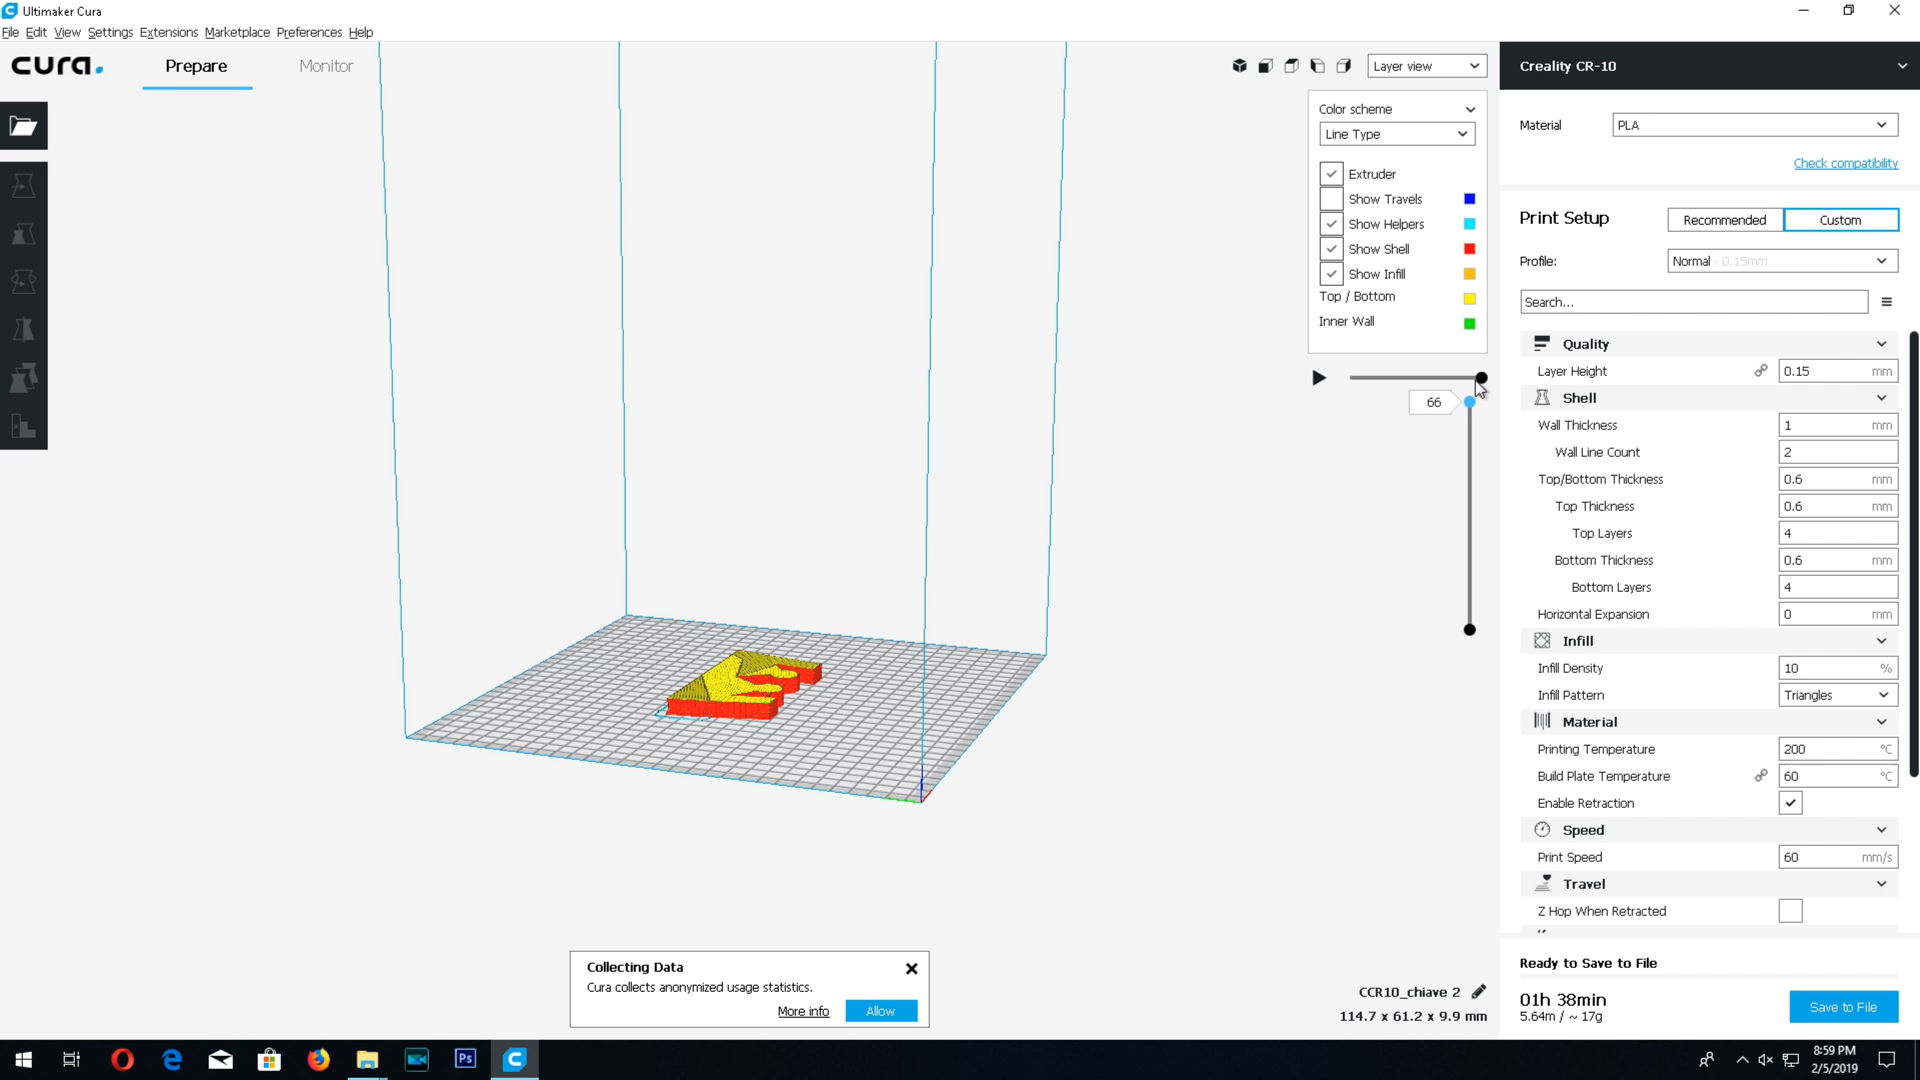 Ultimaker Cura
File Edit View Settings Extensions Marketplace Preferences Help
cura.
Prepare
Monitor
Layer view
Color scheme
Line Type
Extruder
Show Travels
Show Helpers
Show Shell
Show Infill
Top / Bottom
Inner Wall
66
Creality CR-10
Material
PLA
Check compatibility
Print Setup
Recommended
Custom
Profile:
Normal - 0.15mm
Search...
Quality
Layer Height
0.15 mm
Shell
Wall Thickness
1 mm
Wall Line Count
2
Top/Bottom Thickness
0.6 mm
Top Thickness
0.6 mm
Top Layers
4
Bottom Thickness
0.6 mm
Bottom Layers
4
Horizontal Expansion
0 mm
Infill
Infill Density
10 %
Infill Pattern
Triangles
Material
Printing Temperature
200 °C
Build Plate Temperature
60 °C
Enable Retraction
Speed
Print Speed
60 mm/s
Travel
Z Hop When Retracted
Collecting Data
Cura collects anonymized usage statistics.
More info
Allow
CCR10_chiave 2
114.7 x 61.2 x 9.9 mm
Ready to Save to File
01h 38min
5.64m / ~ 17g
Save to File
Ps
8:59 PM
2/5/2019